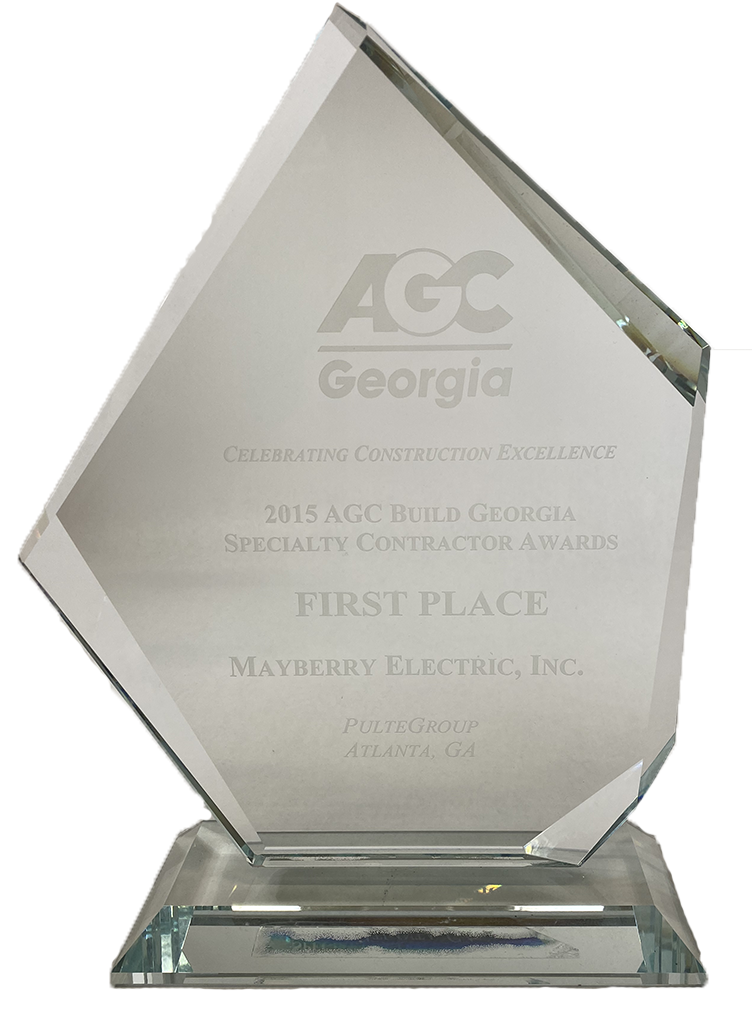 AGC
Georgia
CELEBRATING CONSTRUCTION EXCELLENCE
2015 AGC BUILD GEORGIA
SPECIALTY CONTRACTOR AWARDS
FIRST PLACE
MAYBERRY ELECTRIC, INC.
PULTEGROUP
ATLANTA, GA